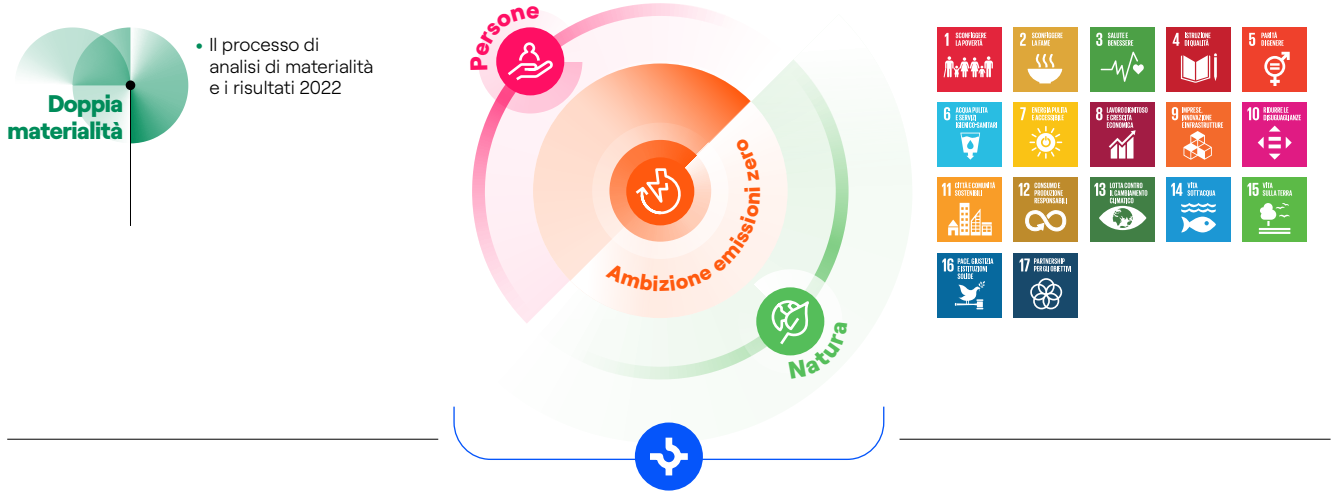 Doppia
materialità
• Il processo di
analisi di materialità
e i risultati 2022
Persone
Ambizione emissioni zero
Natura
1 SCONFIGGERE
LA POVERTÀ
2 SCONFIGGERE
LA FAME
3 SALUTE E
BENESSERE
4 ISTRUZIONE
DI QUALITÀ
5 PARITÀ
DI GENERE
6 ACQUA PULITA
E SERVIZI
IGIENICO-SANITARI
7 ENERGIA PULITA
E ACCESSIBILE
8 LAVORO DIGNITOSO
E CRESCITA
ECONOMICA
9 IMPRESE,
INNOVAZIONE
E INFRASTRUTTURE
10 RIDURRE LE
DISUGUAGLIANZE
11 CITTÀ E COMUNITÀ
SOSTENIBILI
12 CONSUMO E
PRODUZIONE
RESPONSABILI
13 LOTTA CONTRO
IL CAMBIAMENTO
CLIMATICO
14 VITA
SOTT'ACQUA
15 VITA
SULLA TERRA
16 PACE, GIUSTIZIA
E ISTITUZIONI
SOLIDE
17 PARTNERSHIP
PER GLI OBIETTIVI